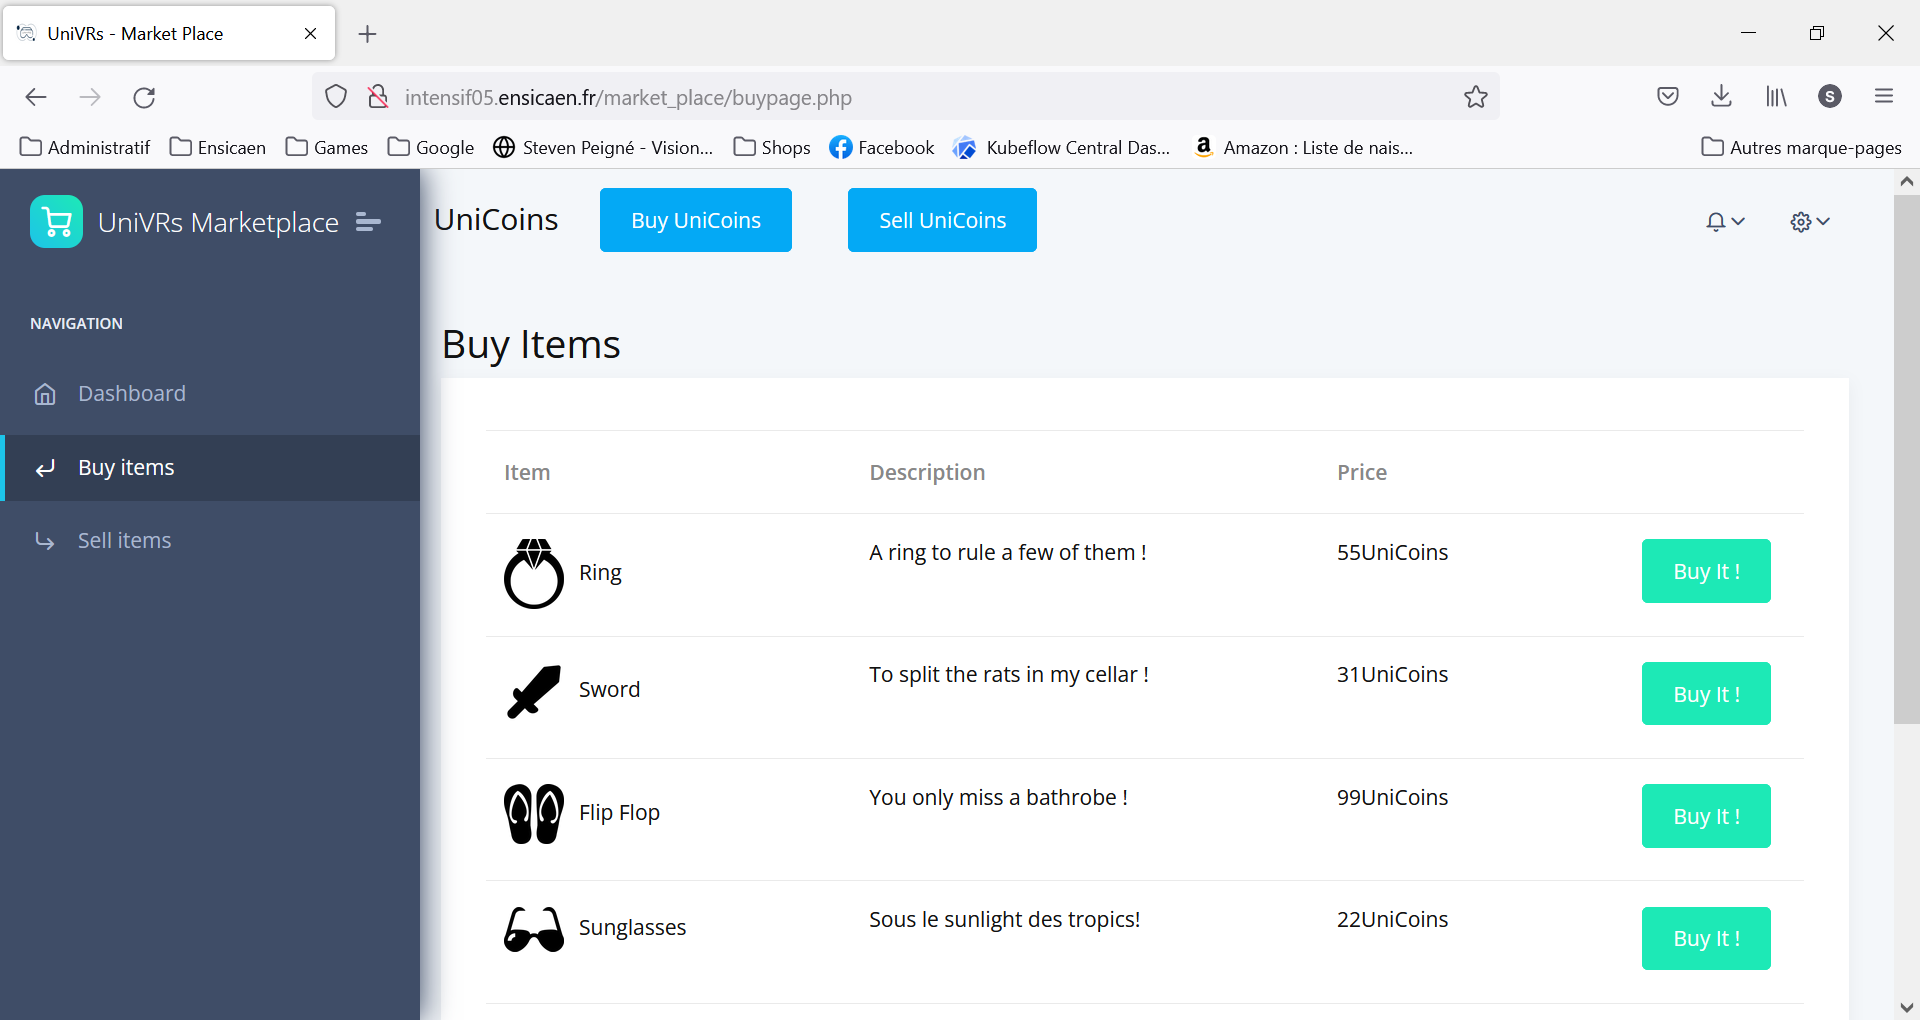 UniVRs - Market Place
intensif05.ensicaen.fr/market_place/buypage.php
S
Administratif Ensicaen Games Google Steven Peigné - Vision... Shops Facebook Kubeflow Central Das... Amazon : Liste de nais... Autres marque-pages
UniVRs Marketplace
UniCoins Buy UniCoins Sell UniCoins
NAVIGATION
Dashboard
Buy items
Sell items
Buy Items
Item Description Price
Ring A ring to rule a few of them ! 55UniCoins Buy It !
Sword To split the rats in my cellar ! 31UniCoins Buy It !
Flip Flop You only miss a bathrobe ! 99UniCoins Buy It !
Sunglasses Sous le sunlight des tropics! 22UniCoins Buy It !